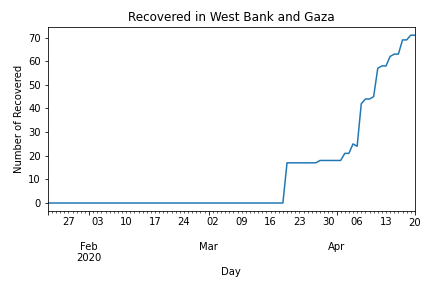 Recovered in West Bank and Gaza
Number of Recovered
70
60
50
40
30
20
10
0
27 03 10 17 24 02 09 16 23 30 06 13 20
Feb Mar Apr
2020
Day